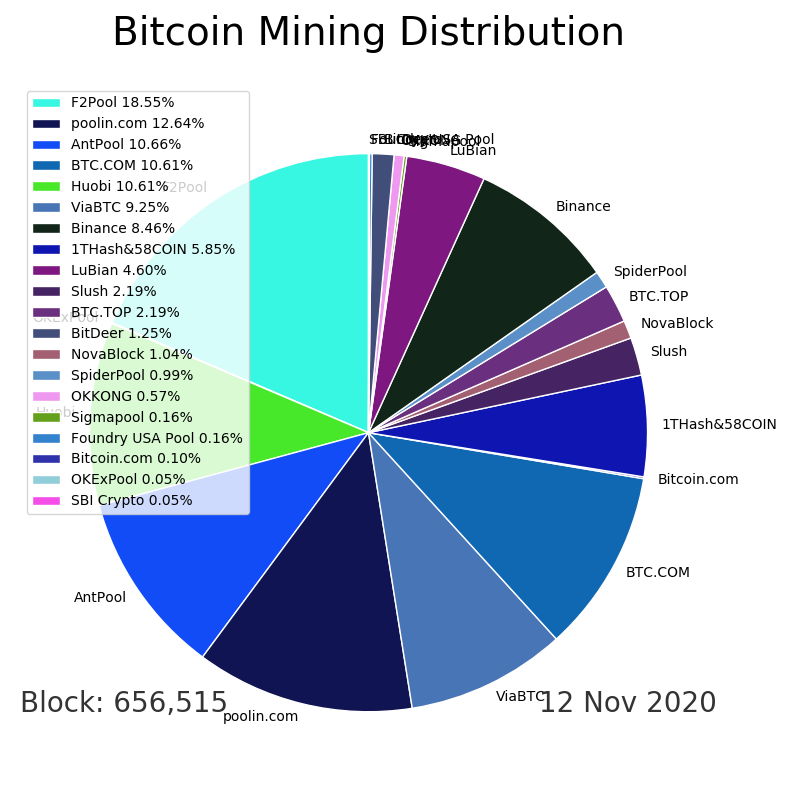 Bitcoin Mining Distribution
F2Pool 18.55%
poolin.com 12.64%
AntPool 10.66%
BTC.COM 10.61%
Huobi 10.61%
ViaBTC 9.25%
Binance 8.46%
1THash&58COIN 5.85%
LuBian 4.60%
Slush 2.19%
BTC.TOP 2.19%
BitDeer 1.25%
NovaBlock 1.04%
SpiderPool 0.99%
OKKONG 0.57%
Sigmapool 0.16%
Foundry USA Pool 0.16%
Bitcoin.com 0.10%
OKExPool 0.05%
SBI Crypto 0.05%
LuBian
Binance
SpiderPool
BTC.TOP
NovaBlock
Slush
1THash&58COIN
Bitcoin.com
BTC.COM
ViaBTC
poolin.com
AntPool
Huobi
OKExPool
F2Pool
Block: 656,515
12 Nov 2020